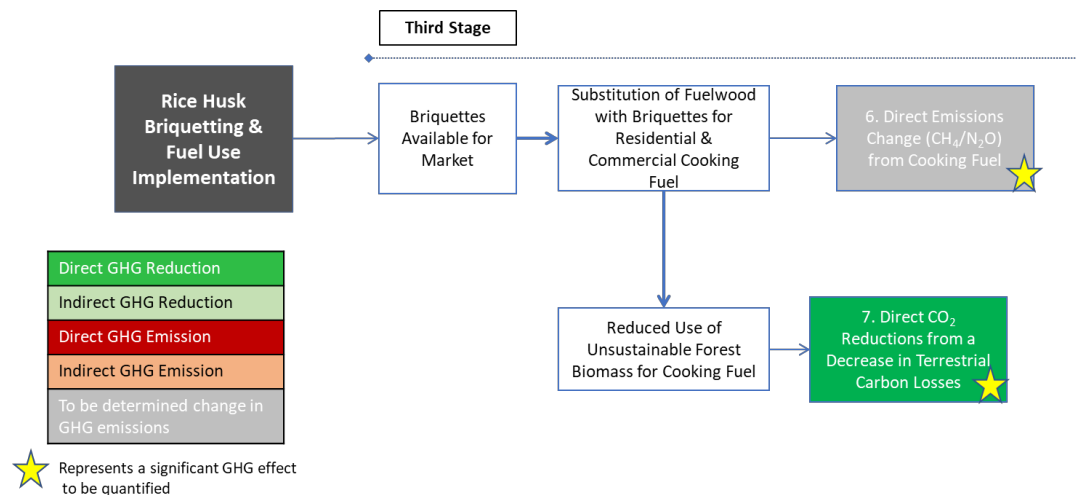 Third Stage
Rice Husk
Briquetting &
Fuel Use
Implementation
Briquettes
Available for
Market
Substitution of Fuelwood
with Briquettes for
Residential &
Commercial Cooking
Fuel
6. Direct Emissions
Change (CH₄/N₂O)
from Cooking Fuel
Reduced Use of
Unsustainable Forest
Biomass for Cooking Fuel
7. Direct CO₂
Reductions from a
Decrease in Terrestrial
Carbon Losses
Direct GHG Reduction
Indirect GHG Reduction
Direct GHG Emission
Indirect GHG Emission
To be determined change in
GHG emissions
Represents a significant GHG effect
to be quantified